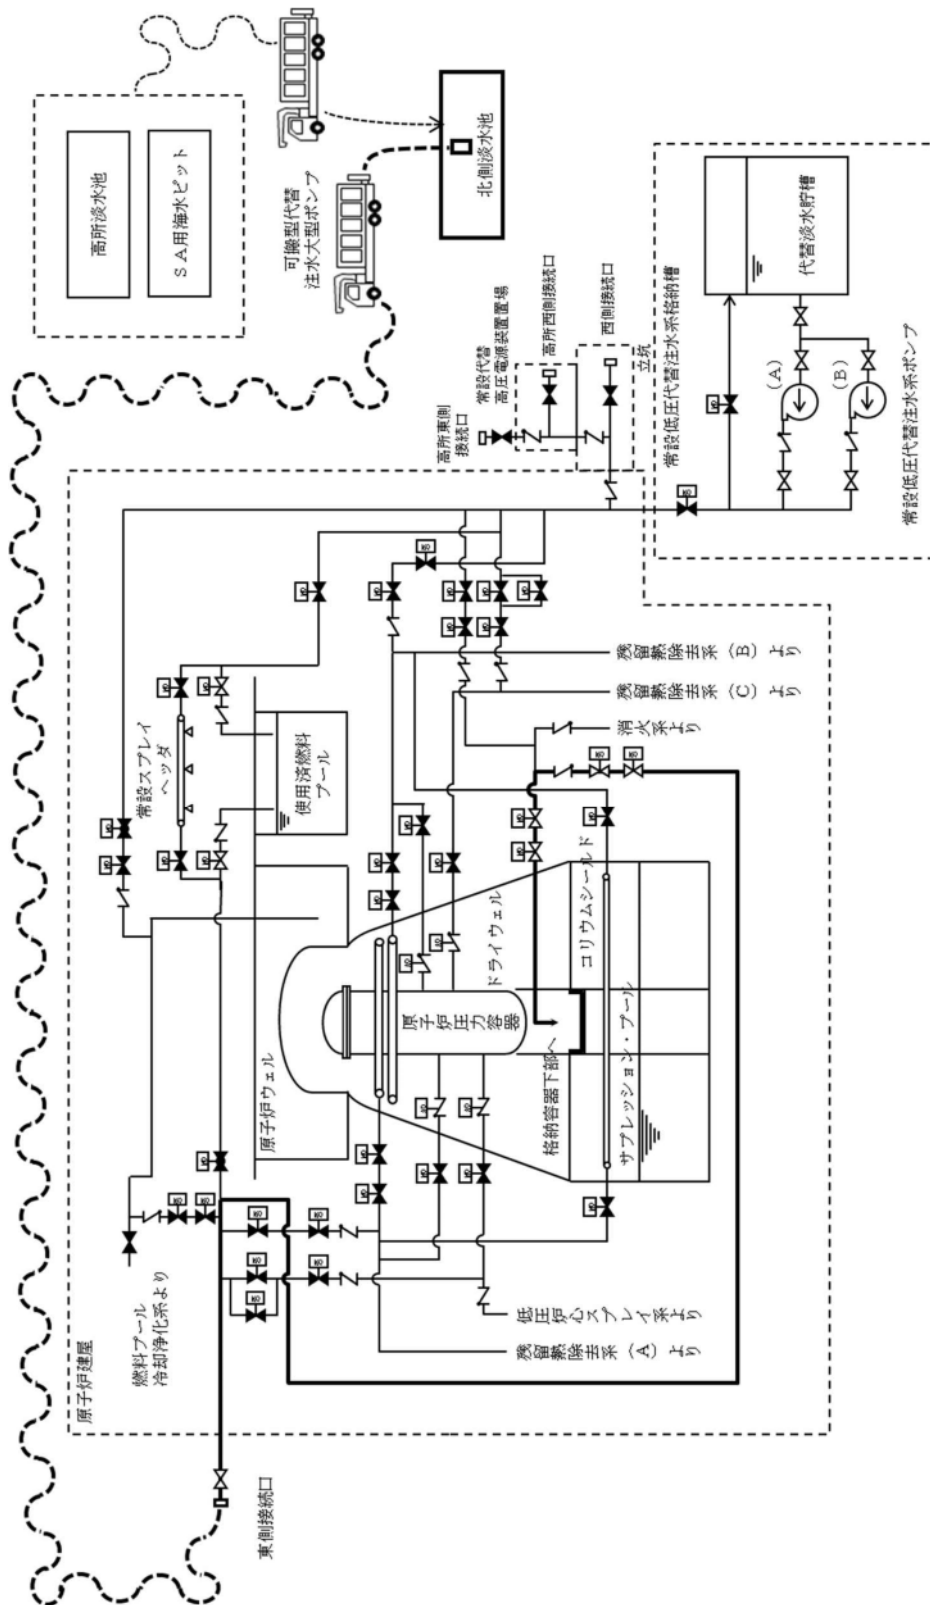 高所淡水池
ＳＡ用海水ピット
可搬型代替
注水大型ポンプ
北側淡水池
原子炉建屋
燃料プール
冷却浄化系より
東側接続口
原子炉ウェル
常設スプレイ
ヘッダ
使用済燃料
プール
原子炉圧力容器
ドライウェル
格納容器下部へ
コリウムシールド
サプレッション・プール
低圧炉心スプレイ系より
残留熱除去系（Ａ）より
残留熱除去系（Ｂ）より
残留熱除去系（Ｃ）より
消火系より
高所東側
接続口
常設代替
高圧電源装置置場
高所西側接続口
西側接続口
立坑
常設低圧代替注水系格納槽
代替淡水貯槽
（Ａ）
（Ｂ）
常設低圧代替注水系ポンプ